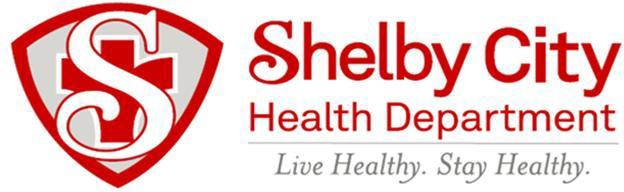 S
Shelby City
Health Department
Live Healthy. Stay Healthy.